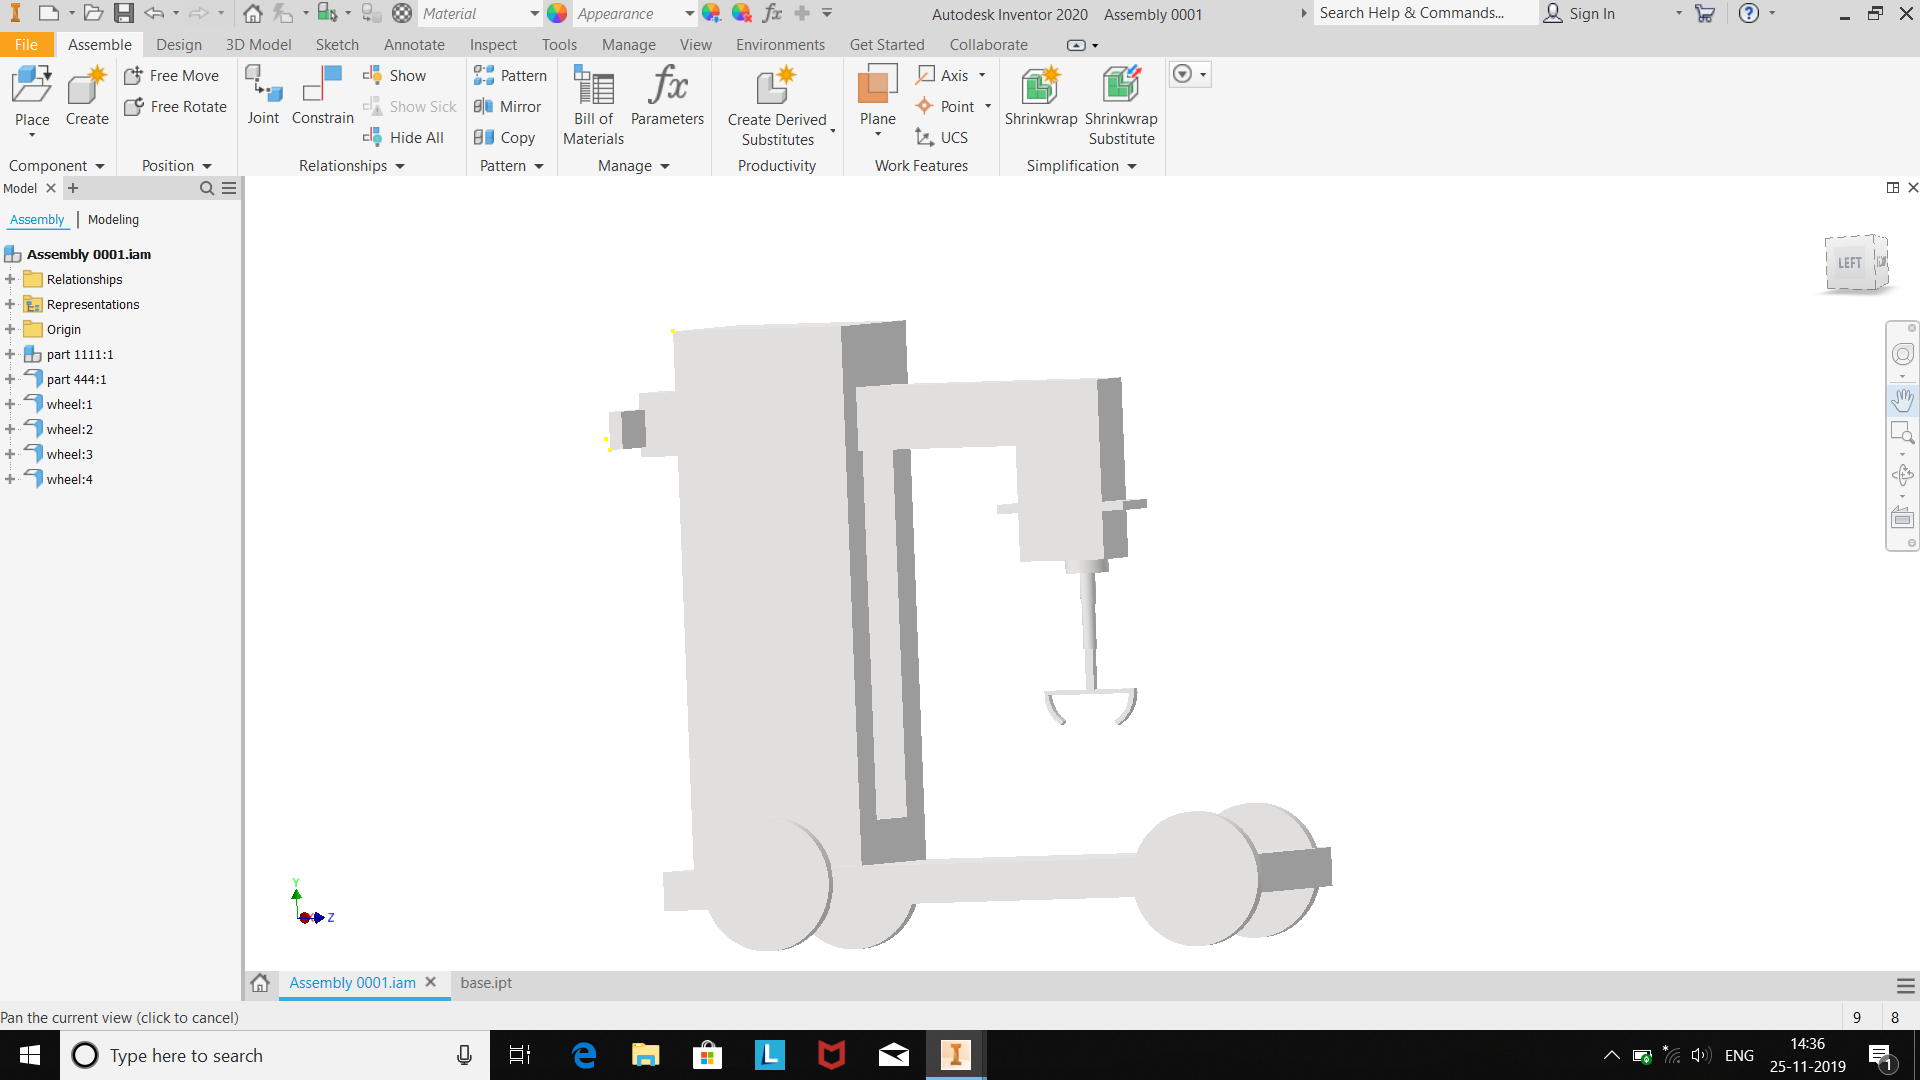 Material
Appearance
Autodesk Inventor 2020 Assembly 0001
Search Help & Commands...
Sign In
File Assemble Design 3D Model Sketch Annotate Inspect Tools Manage View Environments Get Started Collaborate
Place
Create
Component
Free Move
Free Rotate
Position
Joint
Constrain
Show
Show Sick
Hide All
Relationships
Pattern
Mirror
Copy
Pattern
Bill of
Materials
fx
Parameters
Manage
Create Derived
Substitutes
Productivity
Plane
Axis
Point
UCS
Work Features
Shrinkwrap
Shrinkwrap
Substitute
Simplification
Model
Assembly | Modeling
Assembly 0001.iam
Relationships
Representations
Origin
part 1111:1
part 444:1
wheel:1
wheel:2
wheel:3
wheel:4
LEFT
Y
Z
Assembly 0001.iam
base.ipt
Pan the current view (click to cancel)
9 8
Type here to search
ENG
14:36
25-11-2019
1